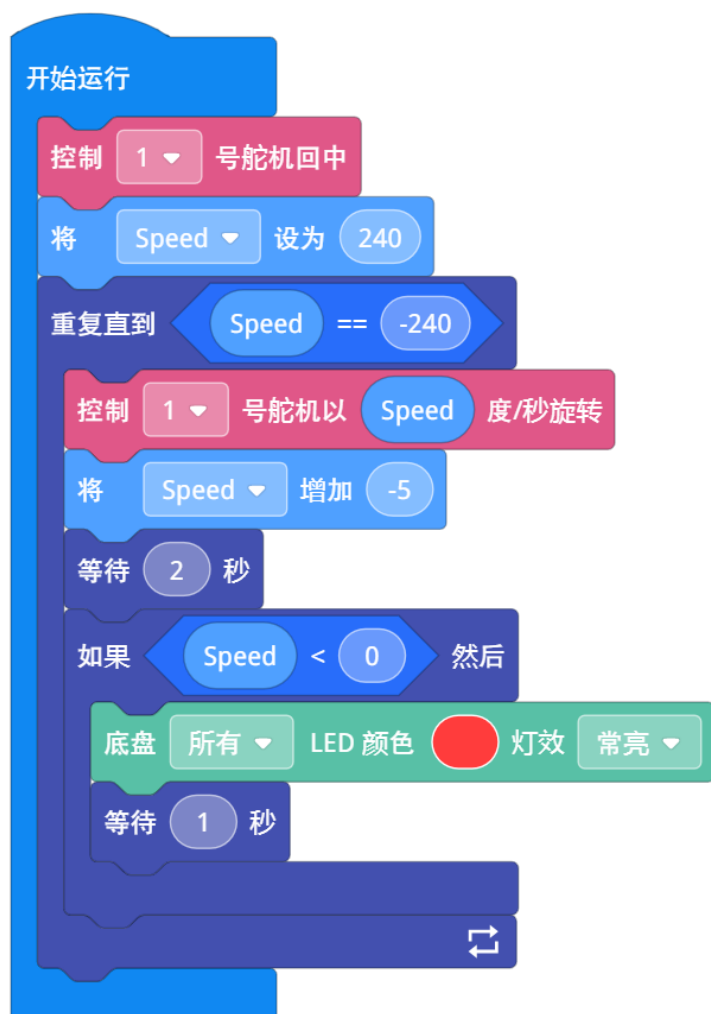 开始运行
控制 1 号舵机回中
将 Speed 设为 240
重复直到 Speed == -240
控制 1 号舵机以 Speed 度/秒旋转
将 Speed 增加 -5
等待 2 秒
如果 Speed < 0 然后
底盘 所有 LED 颜色 灯效 常亮
等待 1 秒